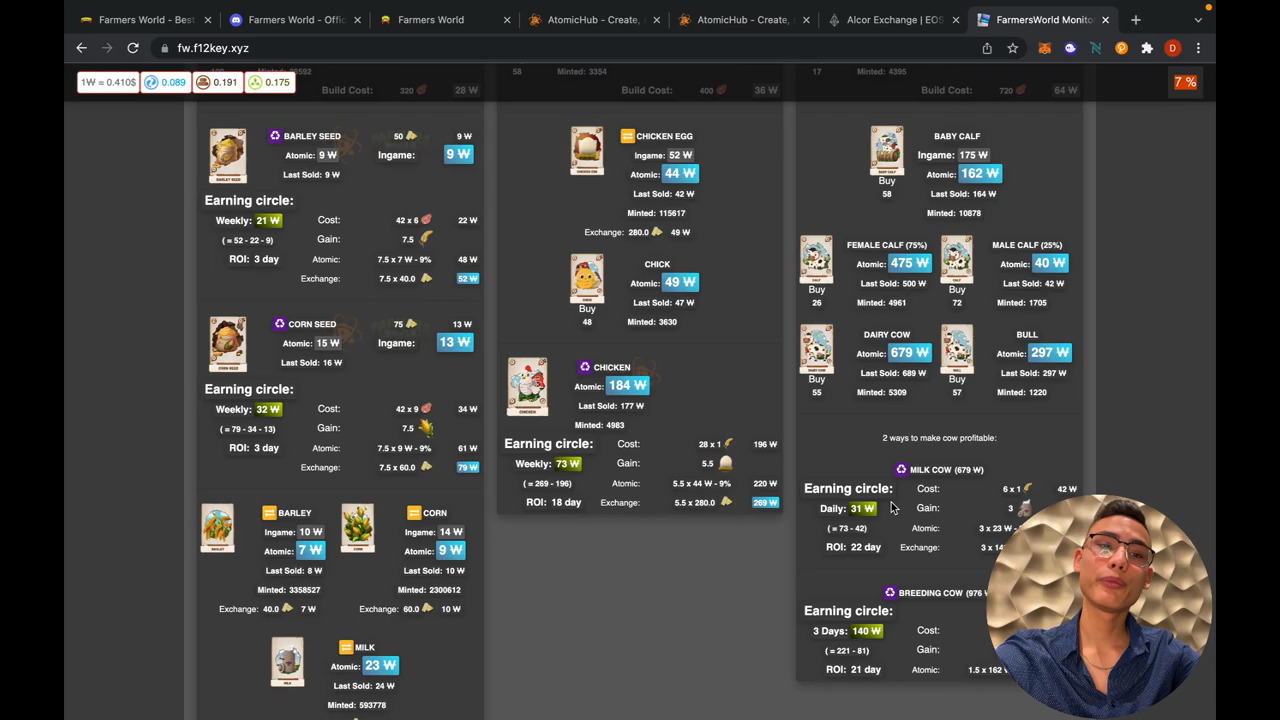 Farmers World - Best
Farmers World - Offic
Farmers World
AtomicHub - Create,
AtomicHub - Create,
Alcor Exchange | EOS
FarmersWorld Monito
fw.f12key.xyz
D
1₩ = 0.410$
0.089
0.191
0.175
7 %
Build Cost: 320 28 ₩
BARLEY SEED 50 9 ₩
Atomic: 9 ₩ Ingame: 9 ₩
Last Sold: 9 ₩
Earning circle:
Weekly: 21 ₩ Cost: 42 x 6 22 ₩
( = 52 - 22 - 9) Gain: 7.5
ROI: 3 day Atomic: 7.5 x 7 ₩ - 9% 48 ₩
Exchange: 7.5 x 40.0 52 ₩
CORN SEED 75 13 ₩
Atomic: 15 ₩ Ingame: 13 ₩
Last Sold: 16 ₩
Earning circle:
Weekly: 32 ₩ Cost: 42 x 9 34 ₩
( = 79 - 34 - 13) Gain: 7.5
ROI: 3 day Atomic: 7.5 x 9 ₩ - 9% 61 ₩
Exchange: 7.5 x 60.0 79 ₩
BARLEY
Ingame: 10 ₩
Atomic: 7 ₩
Last Sold: 8 ₩
Minted: 3358527
Exchange: 40.0 7 ₩
CORN
Ingame: 14 ₩
Atomic: 9 ₩
Last Sold: 10 ₩
Minted: 2300612
Exchange: 60.0 10 ₩
MILK
Atomic: 23 ₩
Last Sold: 24 ₩
Minted: 593778
58 Minted: 3354
Build Cost: 400 36 ₩
CHICKEN EGG
Ingame: 52 ₩
Atomic: 44 ₩
Last Sold: 42 ₩
Minted: 115617
Exchange: 280.0 49 ₩
CHICK
Atomic: 49 ₩
Buy Last Sold: 47 ₩
48 Minted: 3630
CHICKEN
Atomic: 184 ₩
Last Sold: 177 ₩
Minted: 4983
Earning circle: Cost: 28 x 1 196 ₩
Weekly: 73 ₩ Gain: 5.5
( = 269 - 196) Atomic: 5.5 x 44 ₩ - 9% 220 ₩
ROI: 18 day Exchange: 5.5 x 280.0 269 ₩
17 Minted: 4395
Build Cost: 720 64 ₩
BABY CALF
Ingame: 175 ₩
Buy Atomic: 162 ₩
58 Last Sold: 164 ₩
Minted: 10878
FEMALE CALF (75%)
Atomic: 475 ₩
Buy Last Sold: 500 ₩
26 Minted: 4961
MALE CALF (25%)
Atomic: 40 ₩
Buy Last Sold: 42 ₩
72 Minted: 1705
DAIRY COW
Atomic: 679 ₩
Buy Last Sold: 689 ₩
55 Minted: 5309
BULL
Atomic: 297 ₩
Buy Last Sold: 297 ₩
57 Minted: 1220
2 ways to make cow profitable:
MILK COW (679 ₩)
Earning circle: Cost: 6 x 1 42 ₩
Daily: 31 ₩ Gain: 3
( = 73 - 42) Atomic: 3 x 23 ₩
ROI: 22 day Exchange: 3 x
BREEDING COW (976
Earning circle: Cost:
3 Days: 140 ₩ Gain:
( = 221 - 81)
ROI: 21 day Atomic: 1.5 x 162